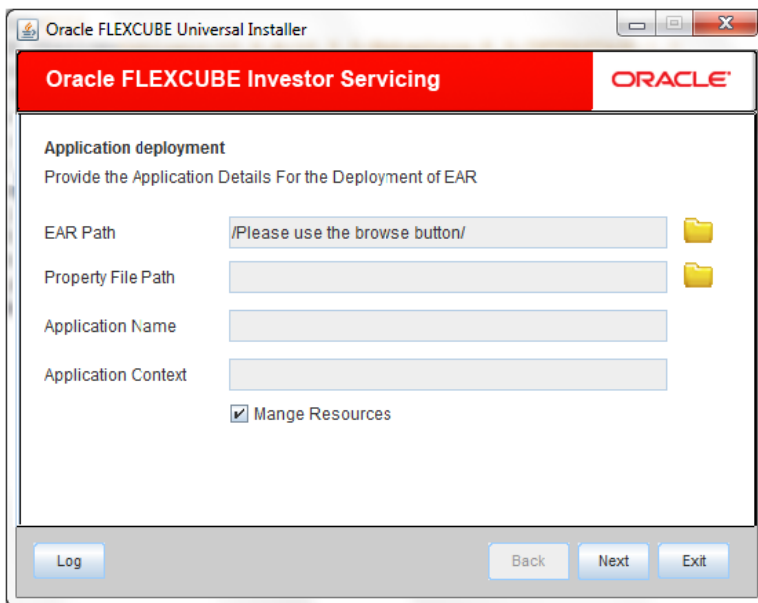 Oracle FLEXCUBE Universal Installer
Oracle FLEXCUBE Investor Servicing
ORACLE
Application deployment
Provide the Application Details For the Deployment of EAR
EAR Path
/Please use the browse button/
Property File Path
Application Name
Application Context
Mange Resources
Log
Back
Next
Exit